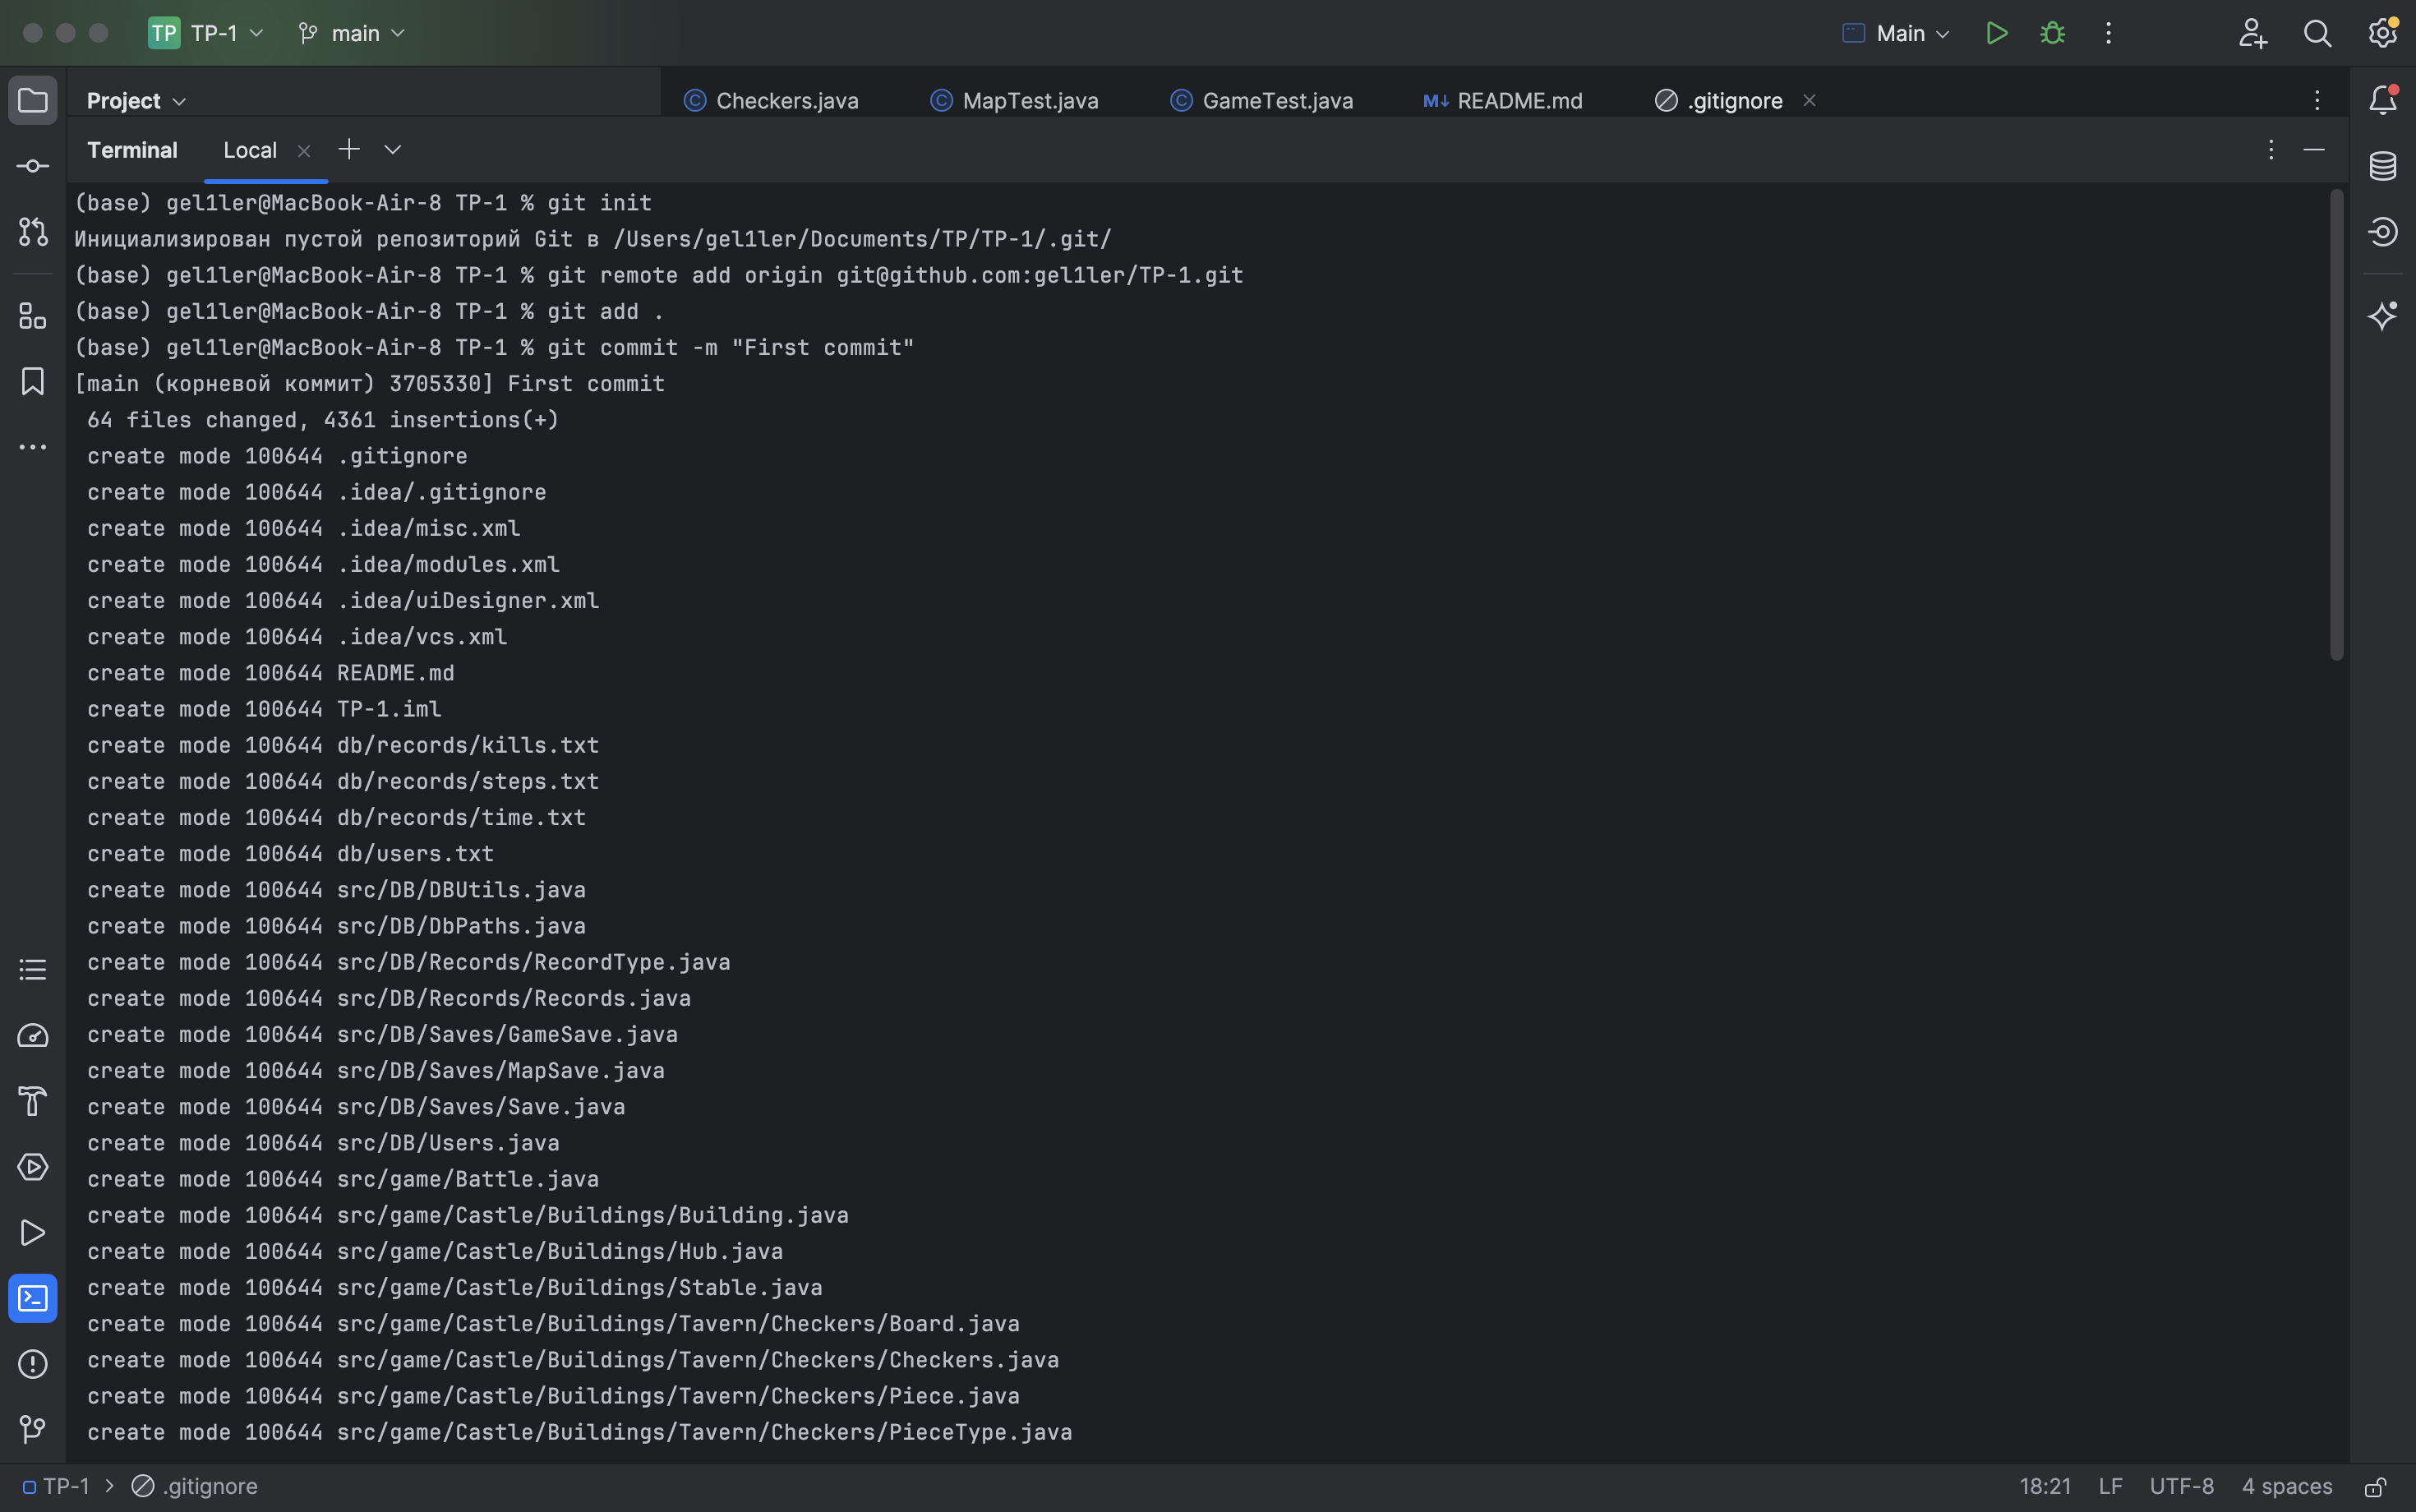 TP TP-1 main Main
Project Checkers.java MapTest.java GameTest.java M↓ README.md .gitignore
Terminal Local
(base) gel1ler@MacBook-Air-8 TP-1 % git init
Инициализирован пустой репозиторий Git в /Users/gel1ler/Documents/TP/TP-1/.git/
(base) gel1ler@MacBook-Air-8 TP-1 % git remote add origin git@github.com:gel1ler/TP-1.git
(base) gel1ler@MacBook-Air-8 TP-1 % git add .
(base) gel1ler@MacBook-Air-8 TP-1 % git commit -m "First commit"
[main (корневой коммит) 3705330] First commit
64 files changed, 4361 insertions(+)
create mode 100644 .gitignore
create mode 100644 .idea/.gitignore
create mode 100644 .idea/misc.xml
create mode 100644 .idea/modules.xml
create mode 100644 .idea/uiDesigner.xml
create mode 100644 .idea/vcs.xml
create mode 100644 README.md
create mode 100644 TP-1.iml
create mode 100644 db/records/kills.txt
create mode 100644 db/records/steps.txt
create mode 100644 db/records/time.txt
create mode 100644 db/users.txt
create mode 100644 src/DB/DBUtils.java
create mode 100644 src/DB/DbPaths.java
create mode 100644 src/DB/Records/RecordType.java
create mode 100644 src/DB/Records/Records.java
create mode 100644 src/DB/Saves/GameSave.java
create mode 100644 src/DB/Saves/MapSave.java
create mode 100644 src/DB/Saves/Save.java
create mode 100644 src/DB/Users.java
create mode 100644 src/game/Battle.java
create mode 100644 src/game/Castle/Buildings/Building.java
create mode 100644 src/game/Castle/Buildings/Hub.java
create mode 100644 src/game/Castle/Buildings/Stable.java
create mode 100644 src/game/Castle/Buildings/Tavern/Checkers/Board.java
create mode 100644 src/game/Castle/Buildings/Tavern/Checkers/Checkers.java
create mode 100644 src/game/Castle/Buildings/Tavern/Checkers/Piece.java
create mode 100644 src/game/Castle/Buildings/Tavern/Checkers/PieceType.java
TP-1 > .gitignore 18:21 LF UTF-8 4 spaces